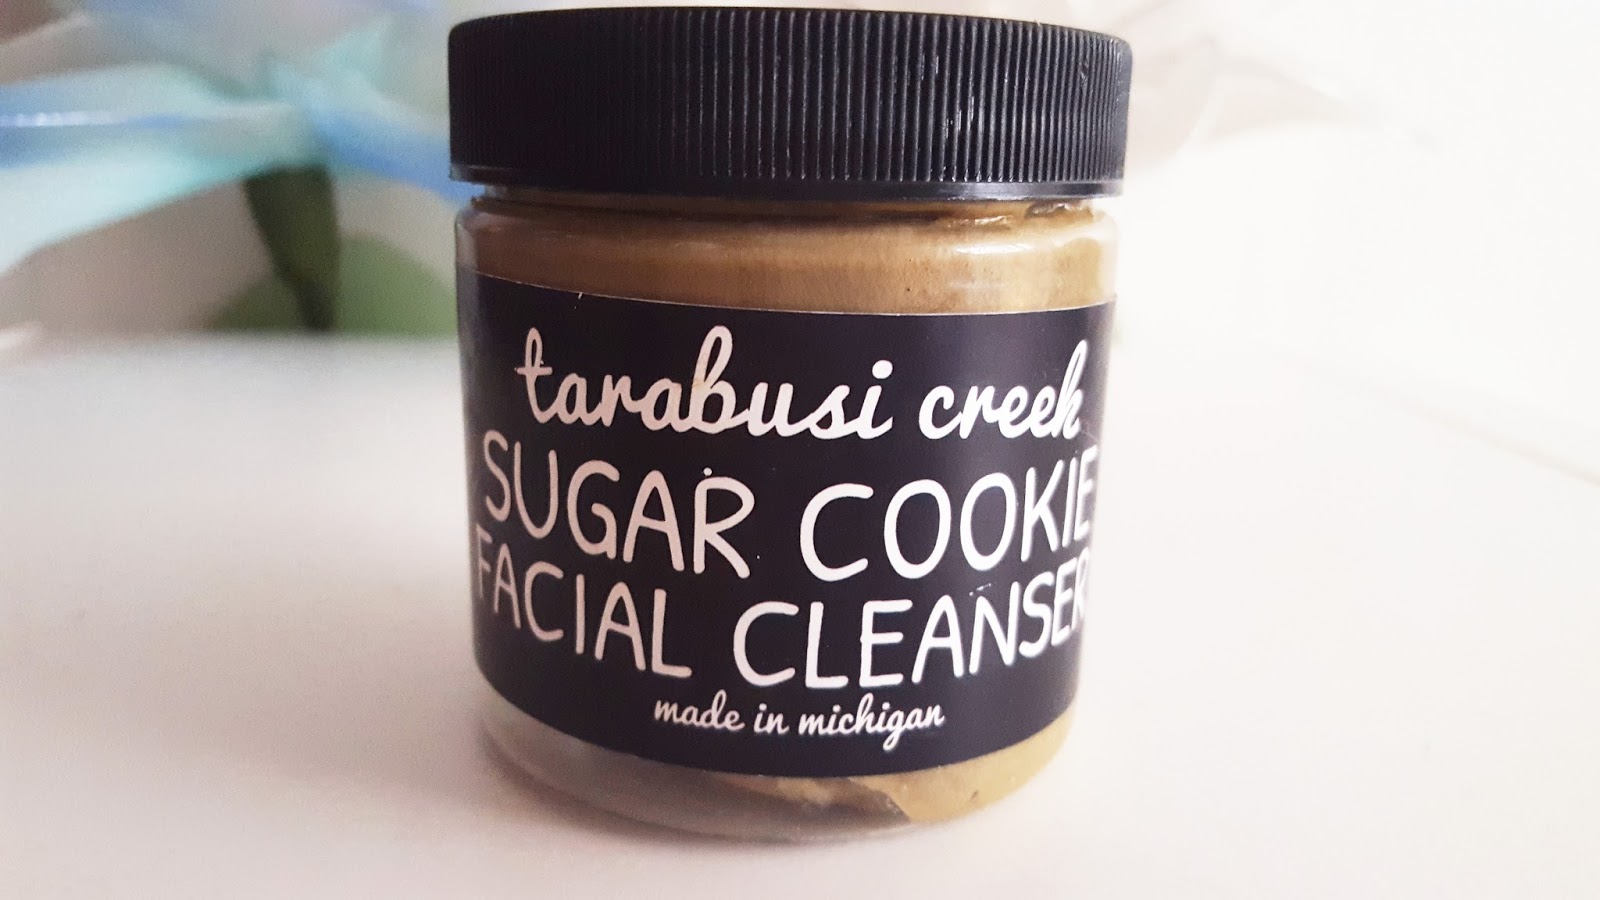 tarabusi creek
SUGAR COOKIE
FACIAL CLEANSER
made in michigan